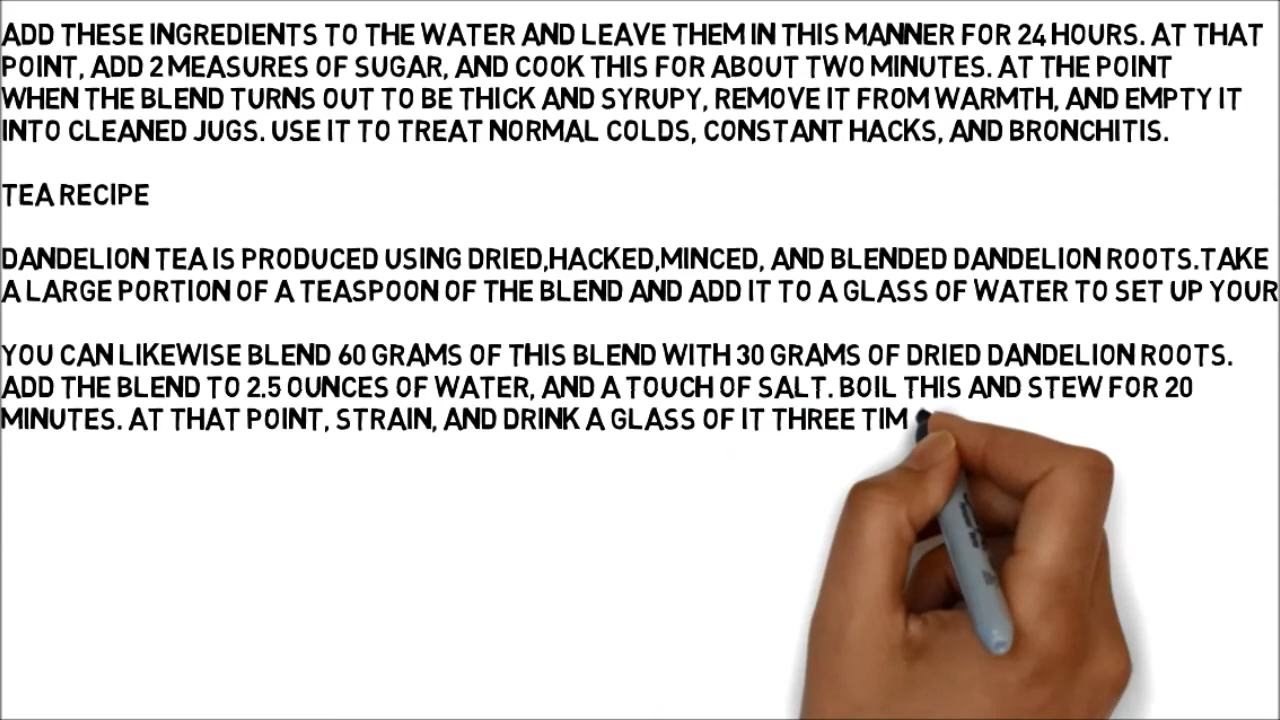 ADD THESE INGREDIENTS TO THE WATER AND LEAVE THEM IN THIS MANNER FOR 24 HOURS. AT THAT
POINT, ADD 2 MEASURES OF SUGAR, AND COOK THIS FOR ABOUT TWO MINUTES. AT THE POINT
WHEN THE BLEND TURNS OUT TO BE THICK AND SYRUPY, REMOVE IT FROM WARMTH, AND EMPTY IT
INTO CLEANED JUGS. USE IT TO TREAT NORMAL COLDS, CONSTANT HACKS, AND BRONCHITIS.
TEA RECIPE
DANDELION TEA IS PRODUCED USING DRIED,HACKED,MINCED, AND BLENDED DANDELION ROOTS.TAKE
A LARGE PORTION OF A TEASPOON OF THE BLEND AND ADD IT TO A GLASS OF WATER TO SET UP YOUR
YOU CAN LIKEWISE BLEND 60 GRAMS OF THIS BLEND WITH 30 GRAMS OF DRIED DANDELION ROOTS.
ADD THE BLEND TO 2.5 OUNCES OF WATER, AND A TOUCH OF SALT. BOIL THIS AND STEW FOR 20
MINUTES. AT THAT POINT, STRAIN, AND DRINK A GLASS OF IT THREE TIM